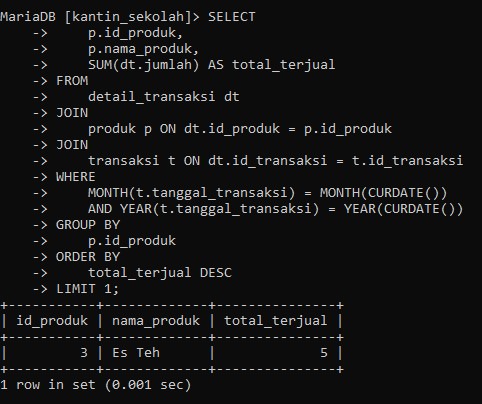 MariaDB [kantin_sekolah]> SELECT
    ->     p.id_produk,
    ->     p.nama_produk,
    ->     SUM(dt.jumlah) AS total_terjual
    -> FROM
    ->     detail_transaksi dt
    -> JOIN
    ->     produk p ON dt.id_produk = p.id_produk
    -> JOIN
    ->     transaksi t ON dt.id_transaksi = t.id_transaksi
    -> WHERE
    ->     MONTH(t.tanggal_transaksi) = MONTH(CURDATE())
    ->     AND YEAR(t.tanggal_transaksi) = YEAR(CURDATE())
    -> GROUP BY
    ->     p.id_produk
    -> ORDER BY
    ->     total_terjual DESC
    -> LIMIT 1;
+-----------+-------------+---------------+
| id_produk | nama_produk | total_terjual |
+-----------+-------------+---------------+
|         3 | Es Teh      |             5 |
+-----------+-------------+---------------+
1 row in set (0.001 sec)